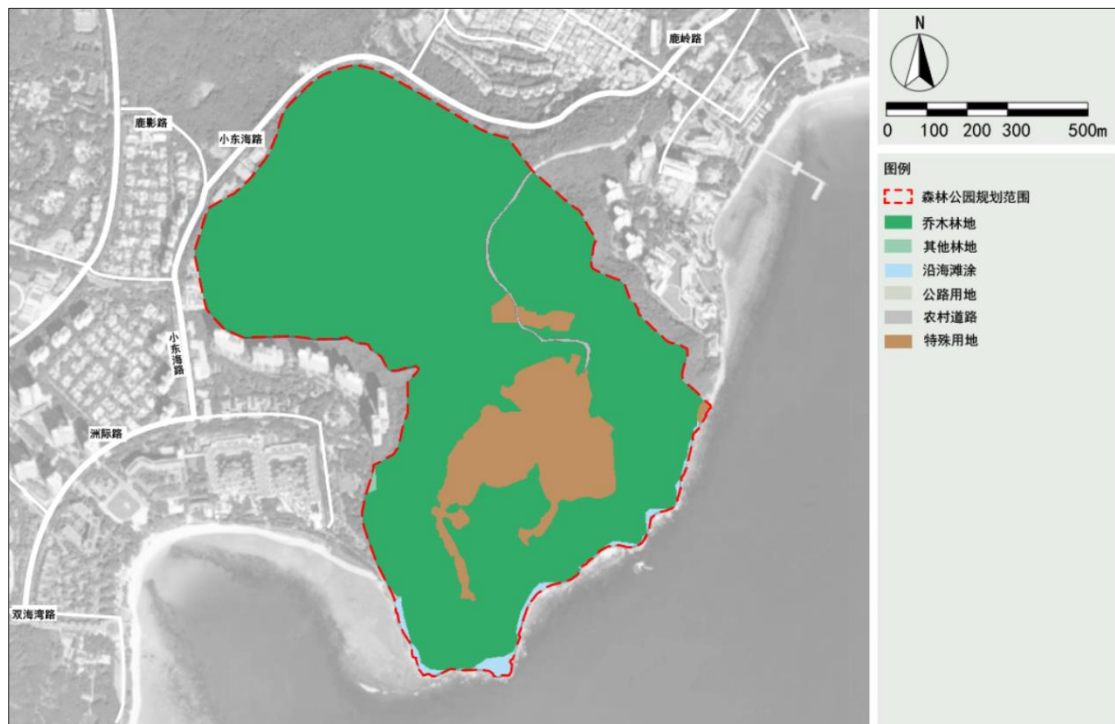 鹿岭路
鹿影路
小东海路
小东海路
洲际路
双海湾路
N
0 100 200 300 500m
图例
森林公园规划范围
乔木林地
其他林地
沿海滩涂
公路用地
农村道路
特殊用地